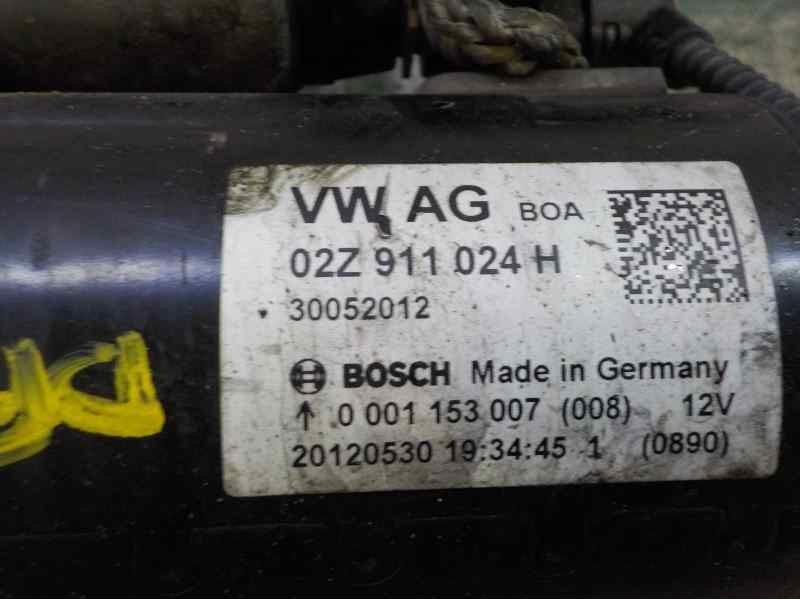 VW AG BOA
02Z 911 024 H
30052012
BOSCH Made in Germany
0 001 153 007 (008) 12V
20120530 19:34:45 1 (0890)